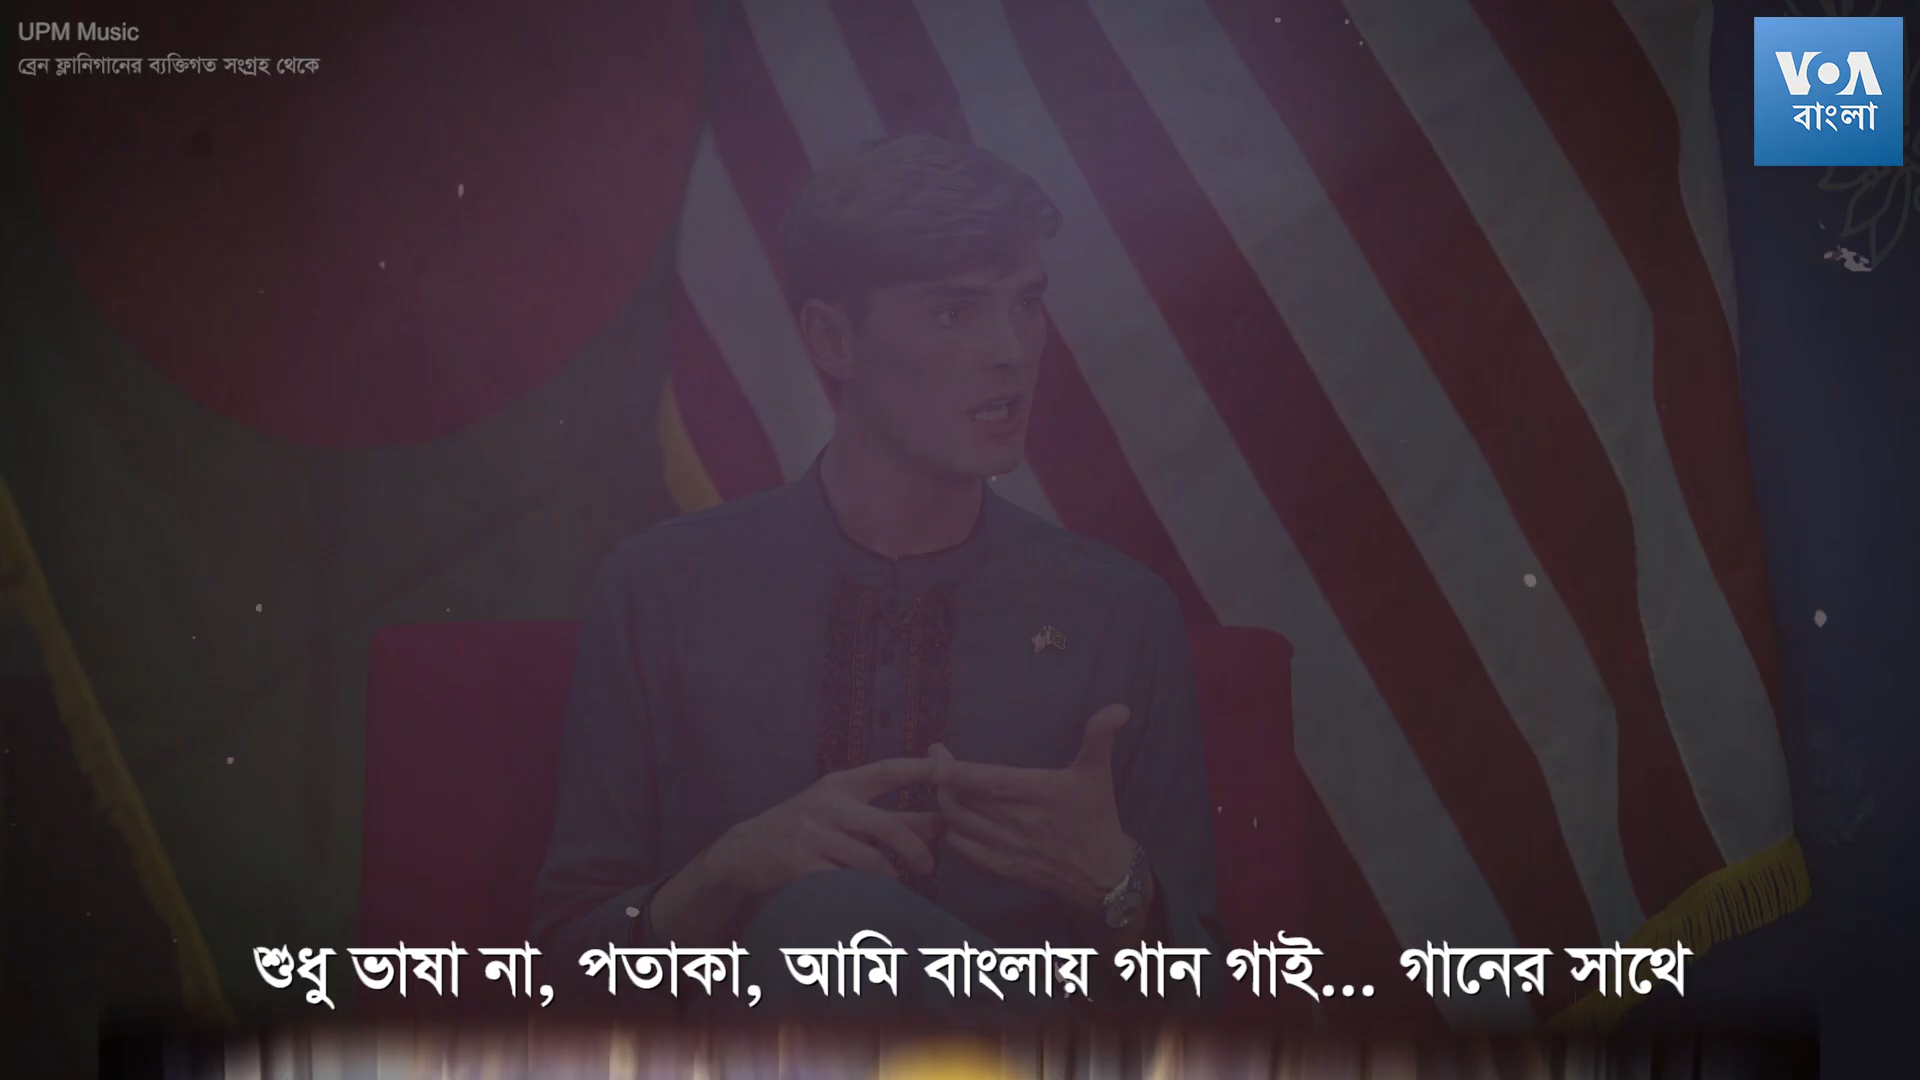 UPM Music
ব্রেন ফ্লানিগানের ব্যক্তিগত সংগ্রহ থেকে
VOA
বাংলা
শুধু ভাষা না, পতাকা, আমি বাংলায় গান গাই... গানের সাথে